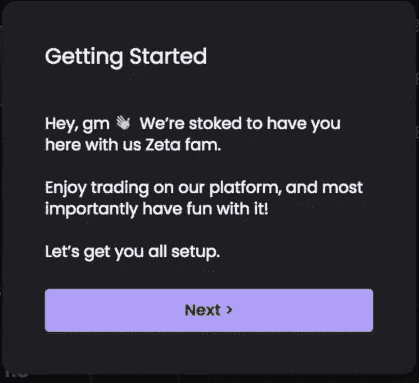 Getting Started
Hey, gm 👋 We're stoked to have you
here with us Zeta fam.
Enjoy trading on our platform, and most
importantly have fun with it!
Let's get you all setup.
Next >